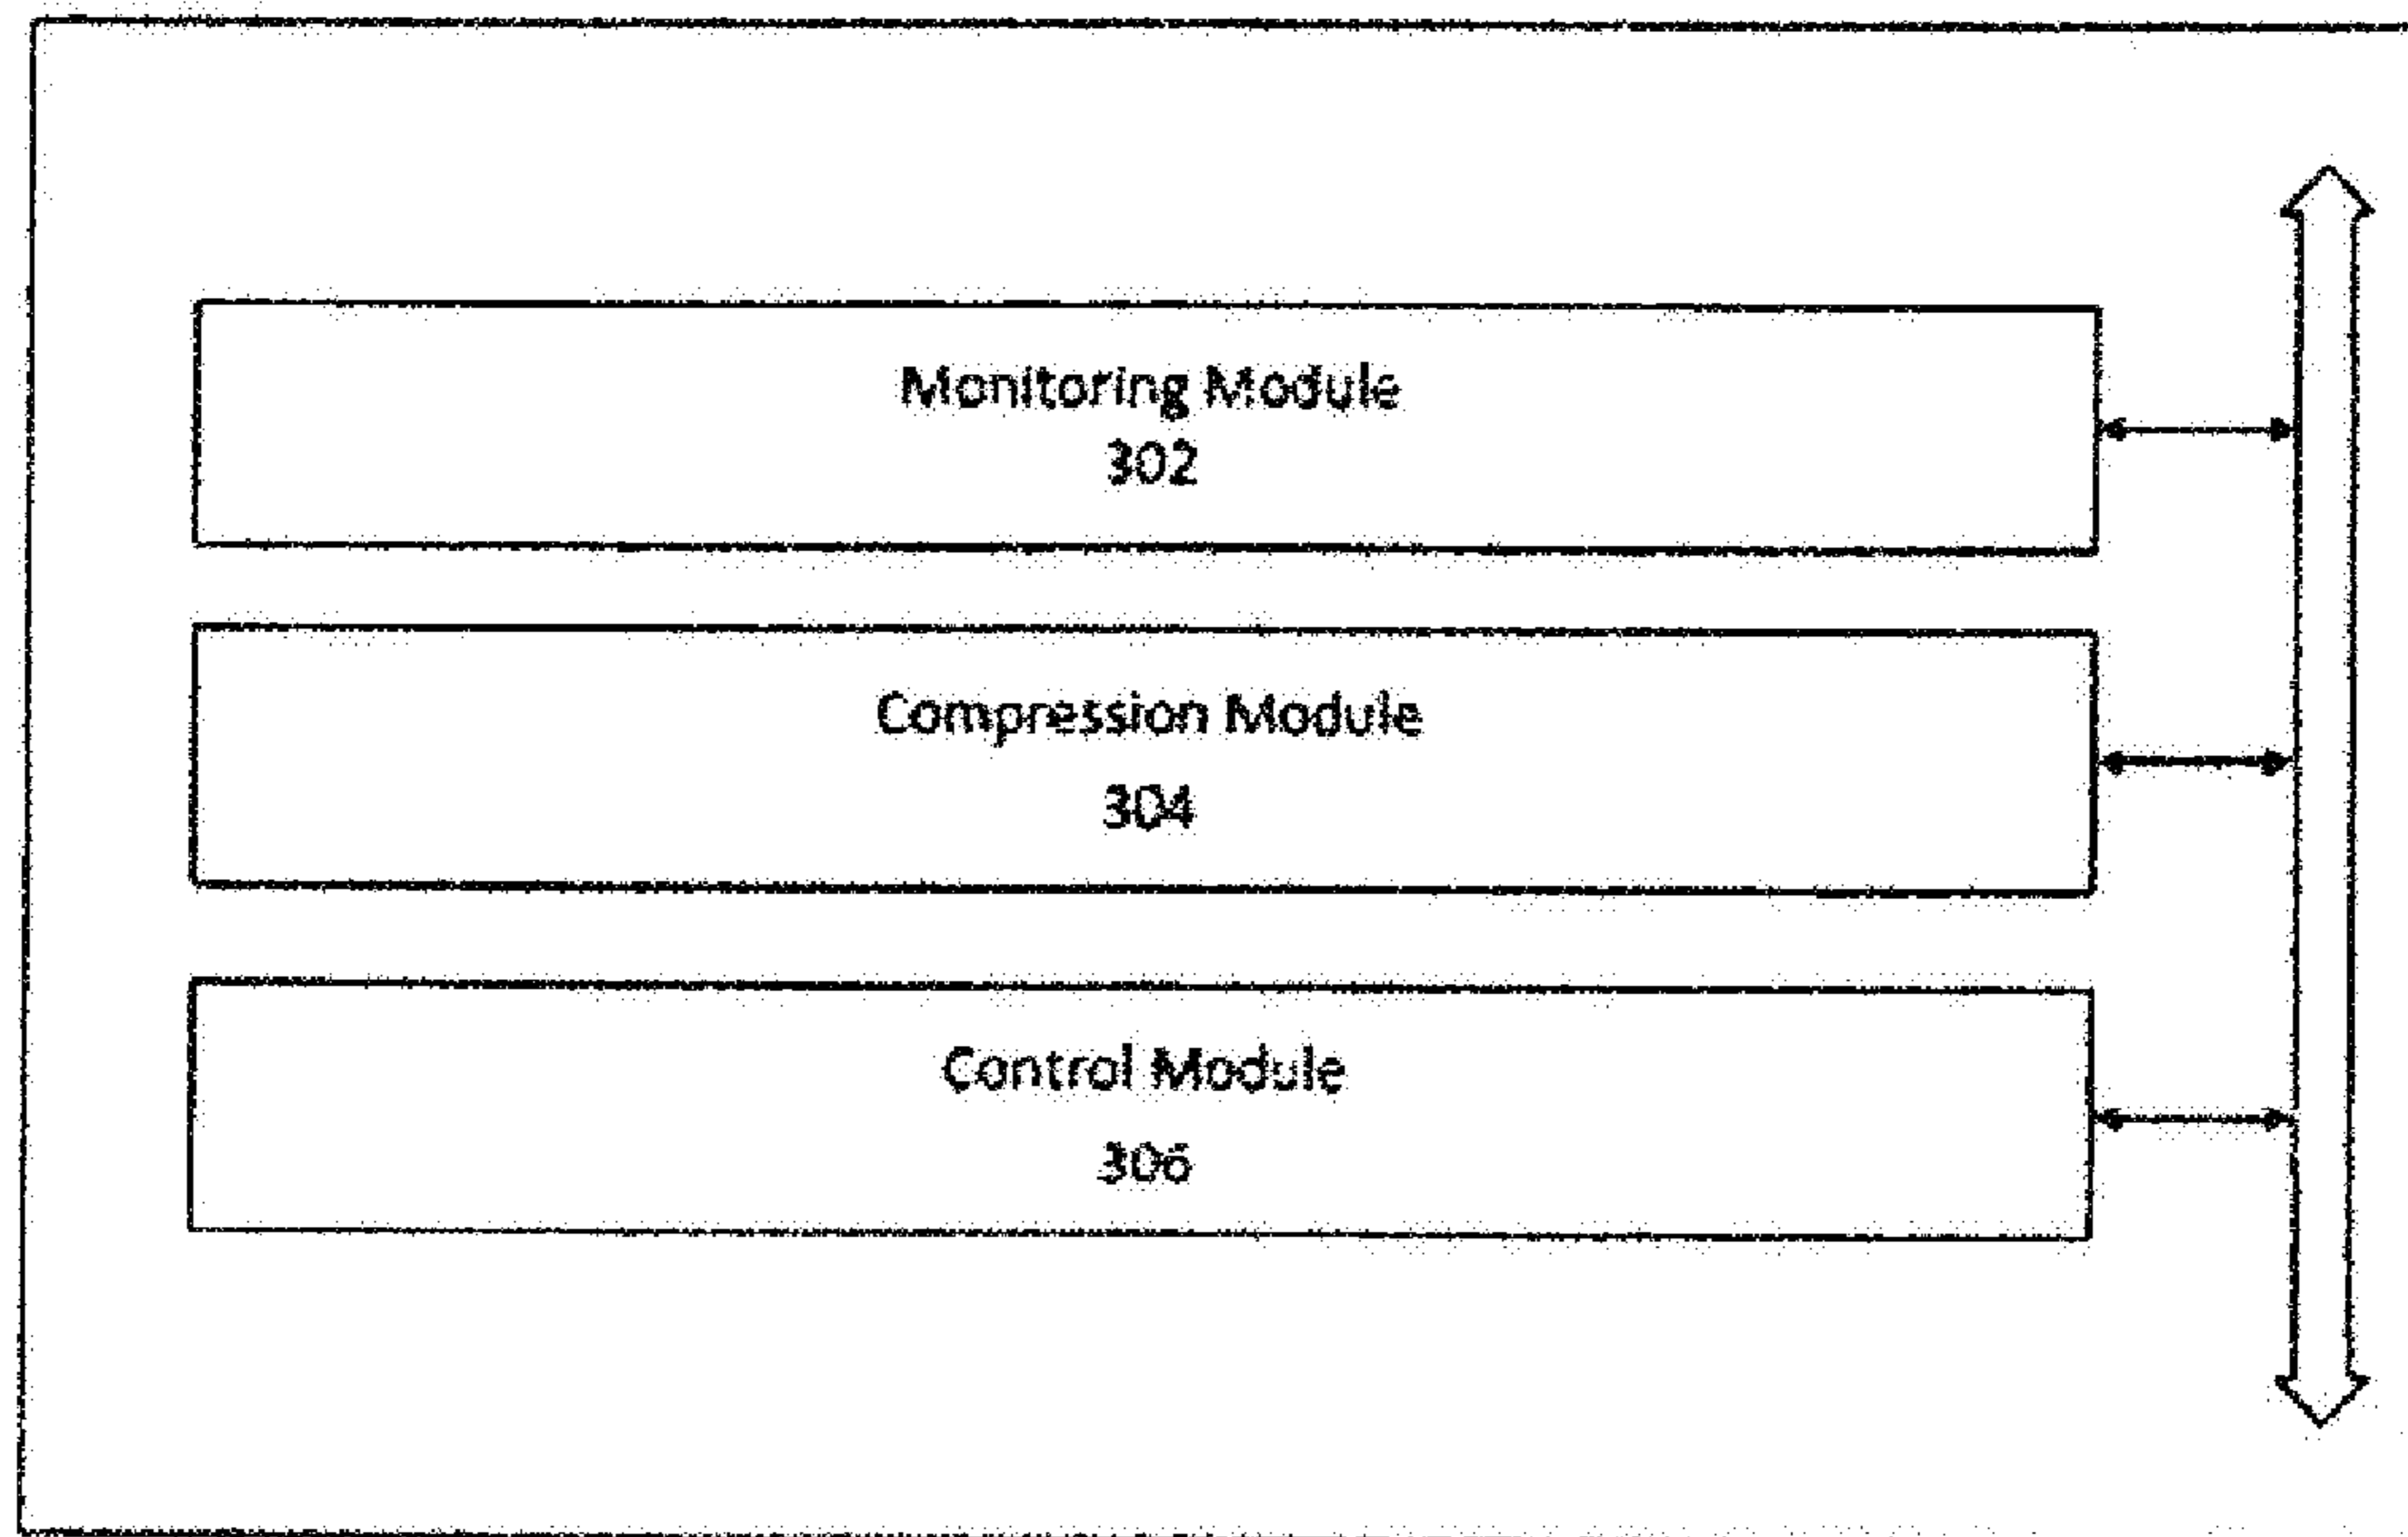 Monitoring Module
302
Compression Module
304
Control Module
306